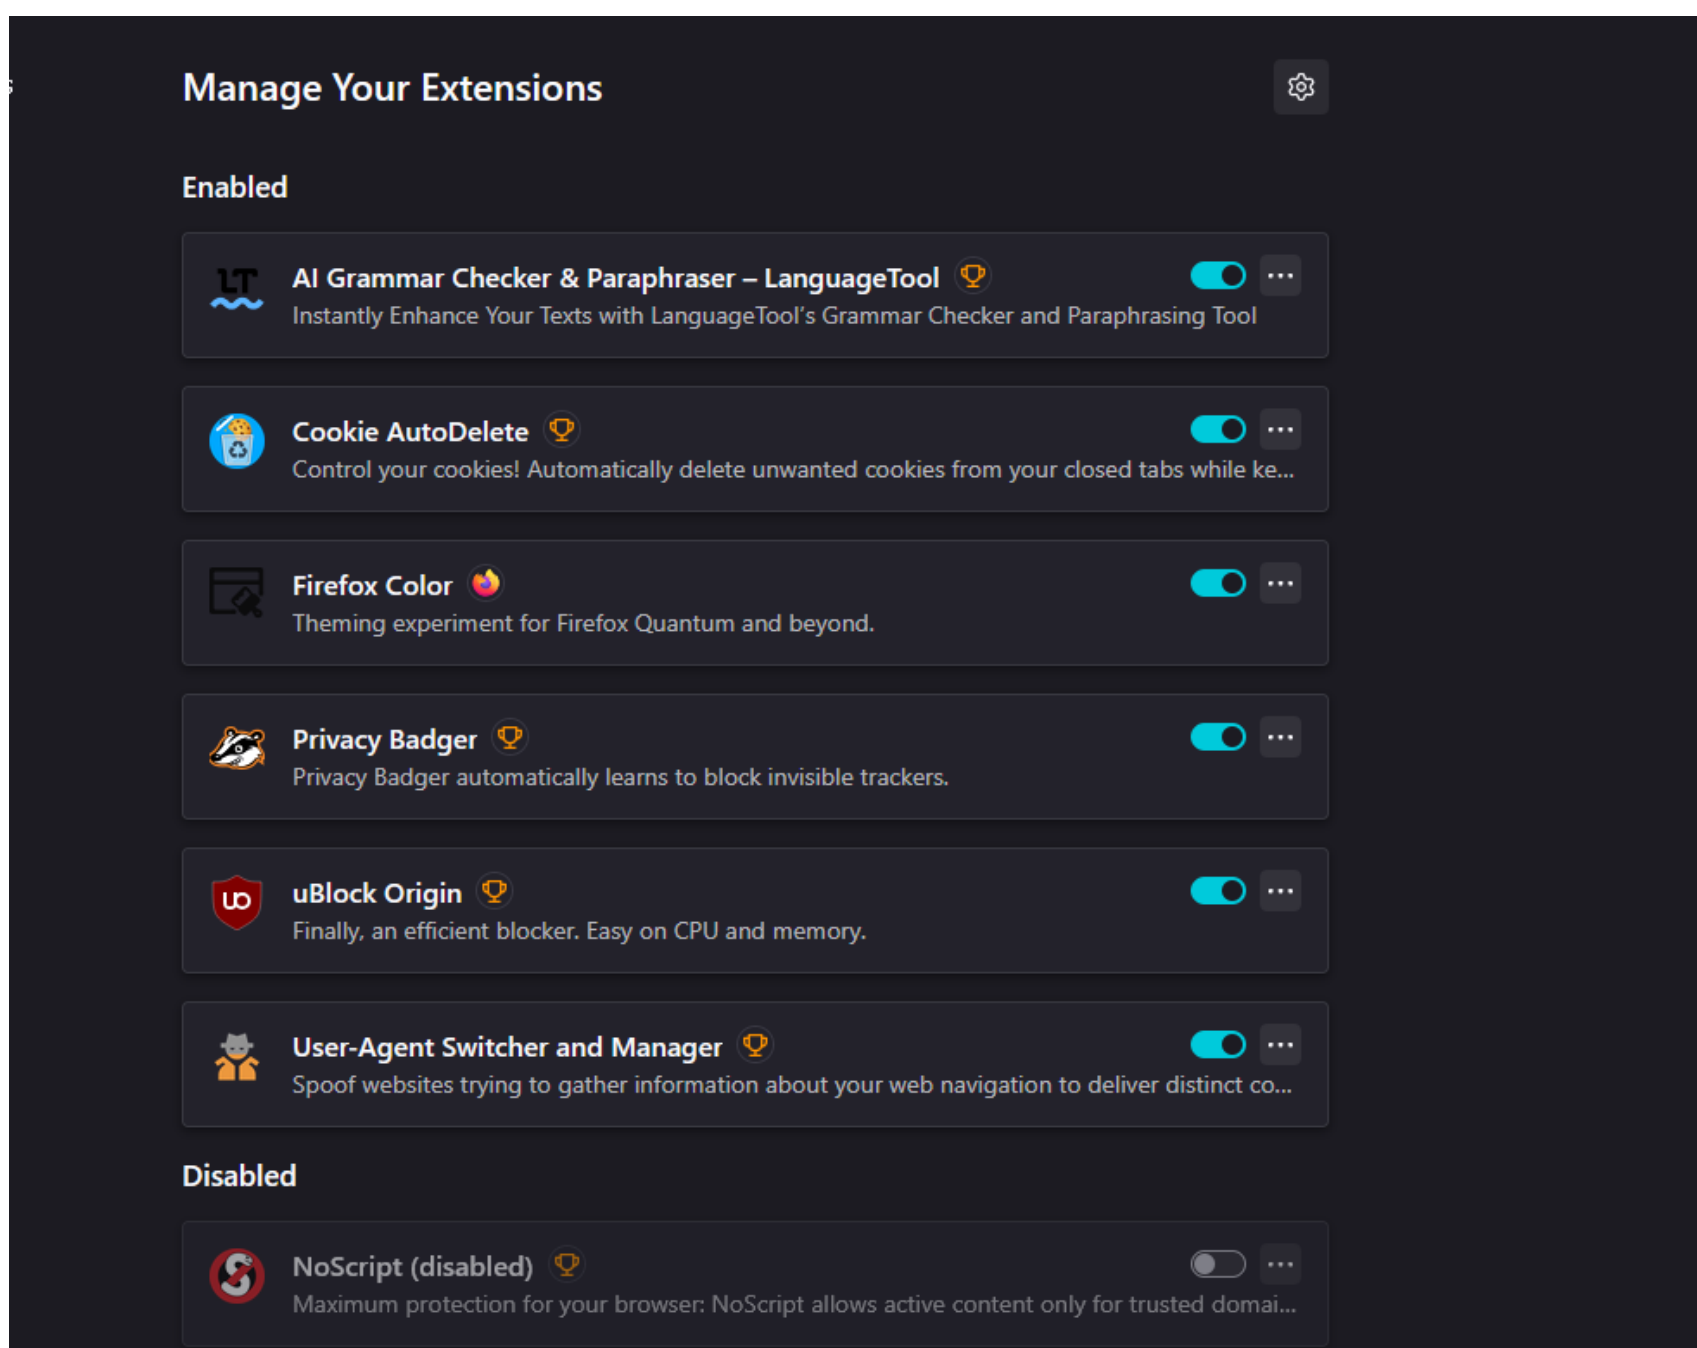 s
Manage Your Extensions
Enabled
LT
AI Grammar Checker & Paraphraser – LanguageTool
Instantly Enhance Your Texts with LanguageTool's Grammar Checker and Paraphrasing Tool
Cookie AutoDelete
Control your cookies! Automatically delete unwanted cookies from your closed tabs while ke...
Firefox Color
Theming experiment for Firefox Quantum and beyond.
Privacy Badger
Privacy Badger automatically learns to block invisible trackers.
uBlock Origin
Finally, an efficient blocker. Easy on CPU and memory.
User-Agent Switcher and Manager
Spoof websites trying to gather information about your web navigation to deliver distinct co...
Disabled
NoScript (disabled)
Maximum protection for your browser: NoScript allows active content only for trusted domai...